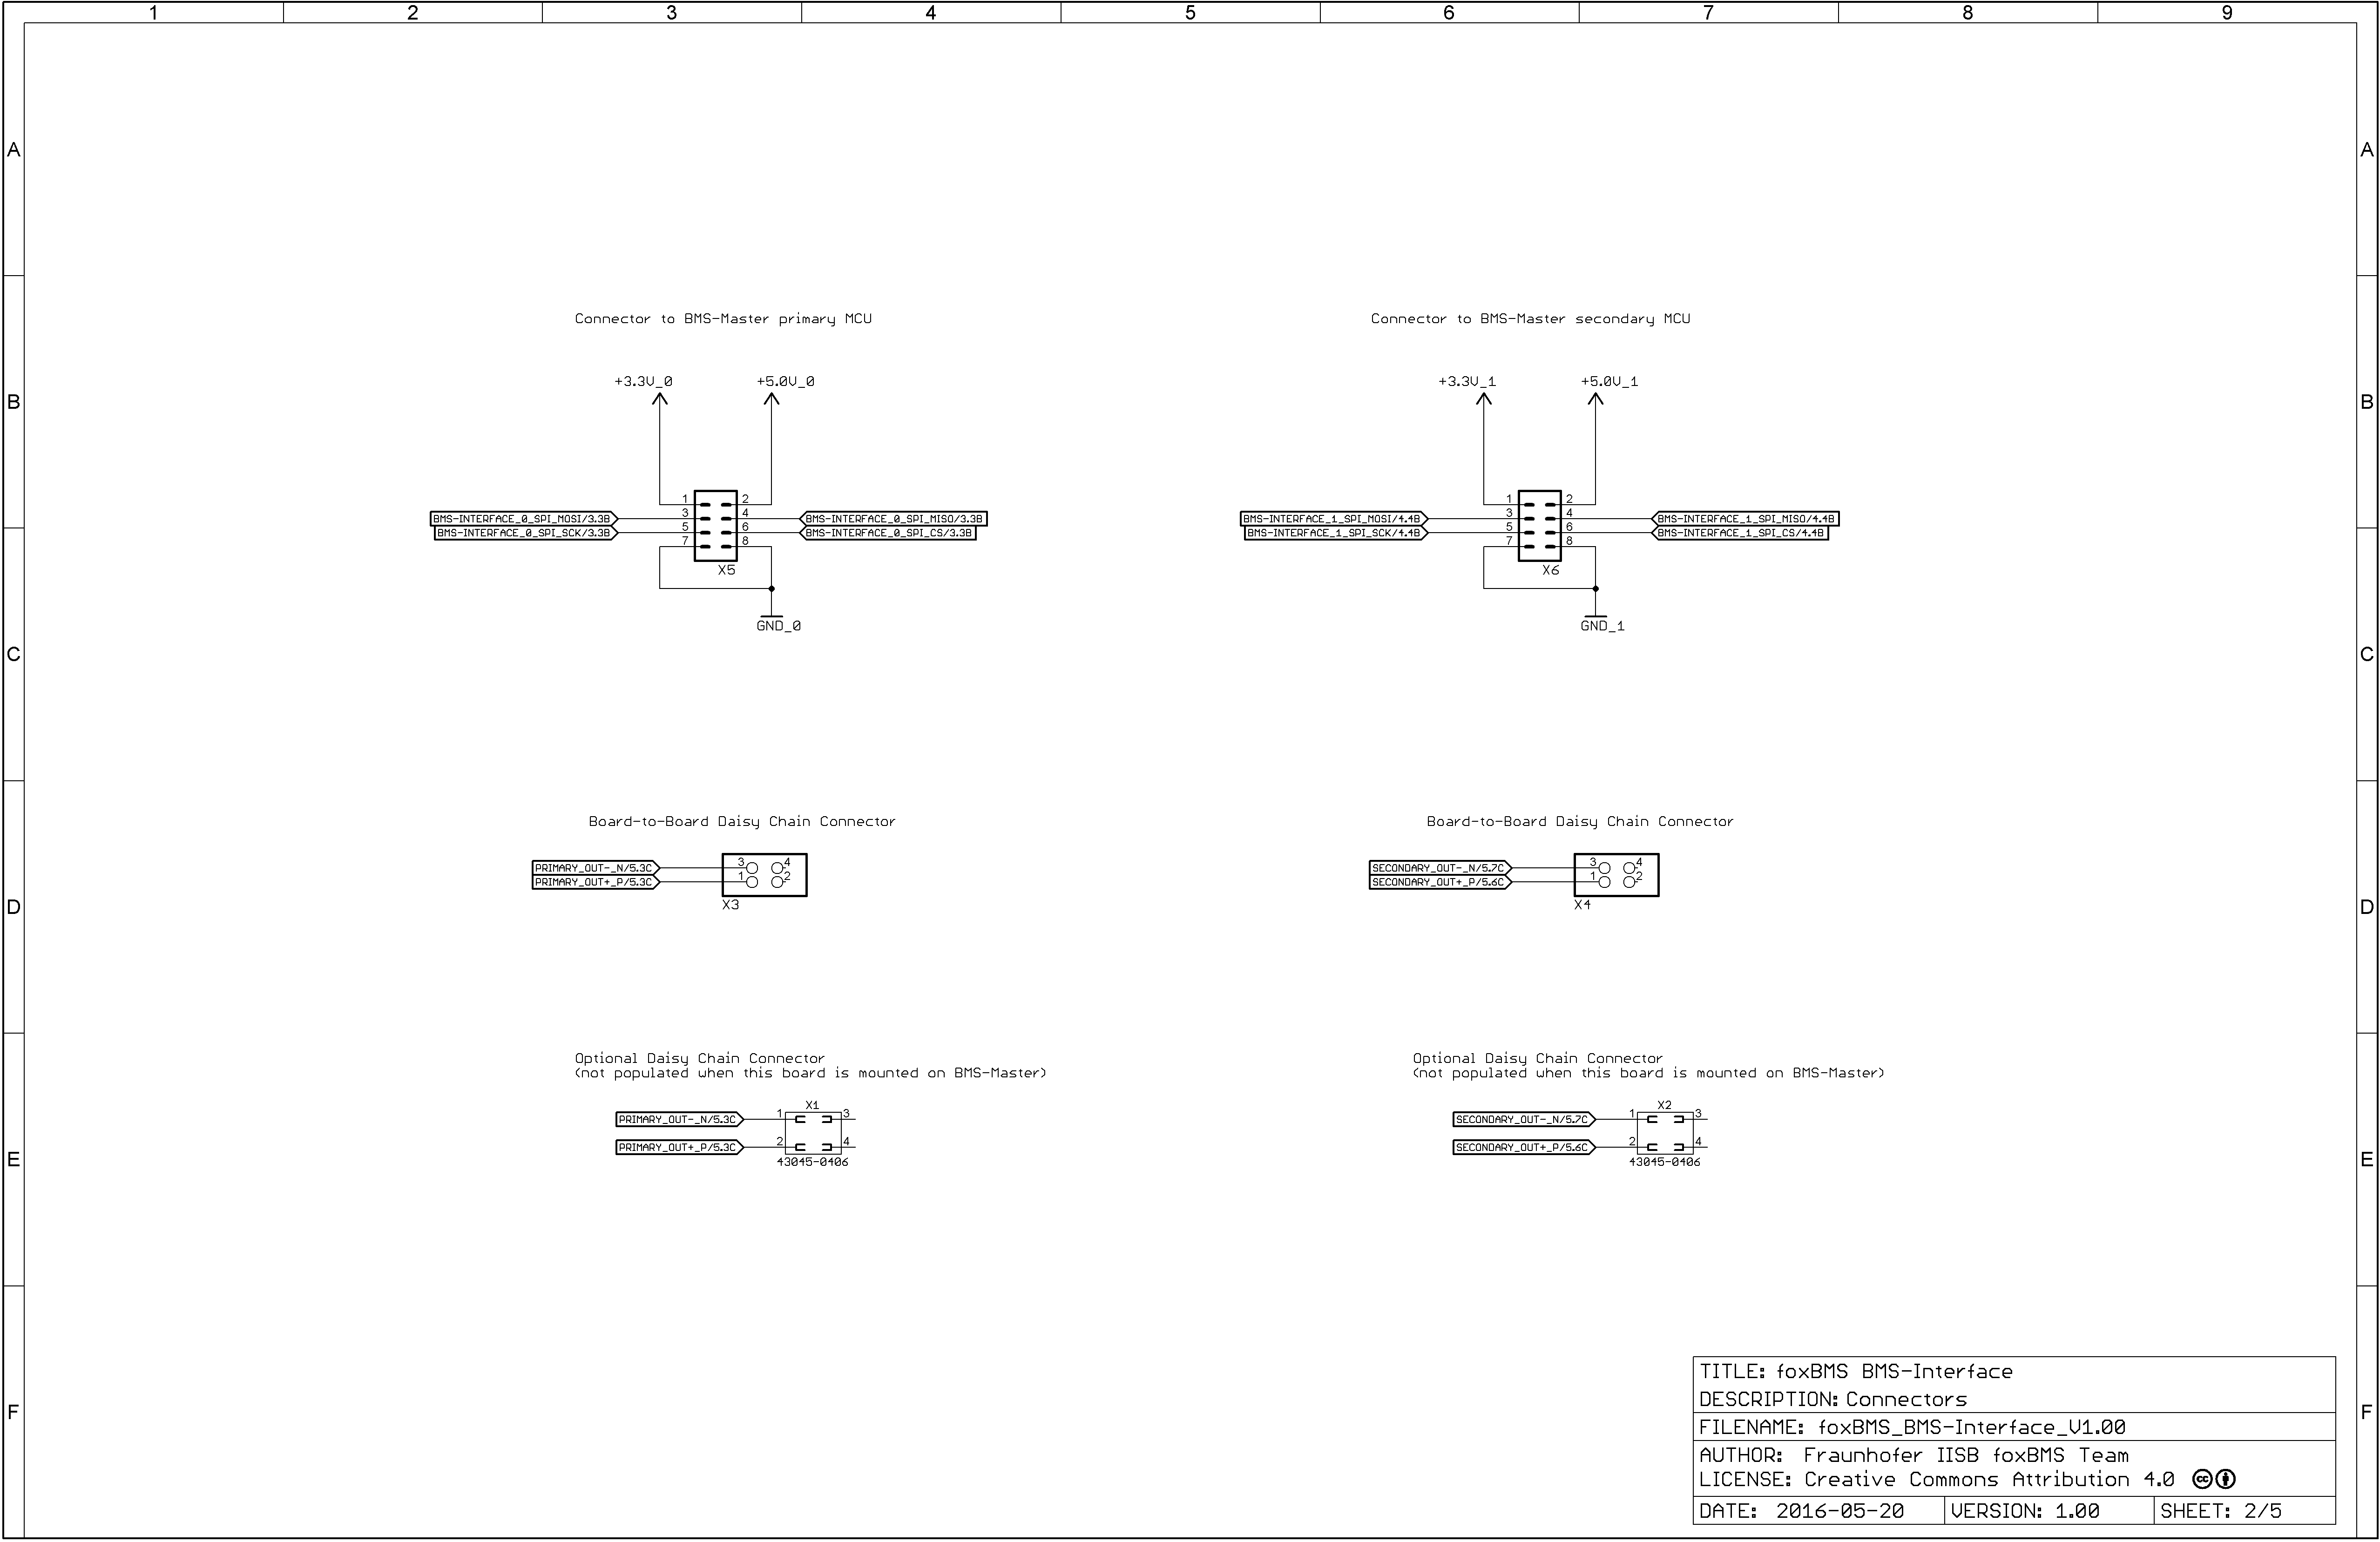 1 2 3 4 5 6 7 8 9
A A
Connector to BMS-Master primary MCU
Connector to BMS-Master secondary MCU
+3.3V_0 +5.0V_0
+3.3V_1 +5.0V_1
B B
1 2
BMS-INTERFACE_0_SPI_MOSI/3.3B 3 4 BMS-INTERFACE_0_SPI_MISO/3.3B
BMS-INTERFACE_0_SPI_SCK/3.3B 5 6 BMS-INTERFACE_0_SPI_CS/3.3B
7 8
X5
GND_0
1 2
BMS-INTERFACE_1_SPI_MOSI/4.4B 3 4 BMS-INTERFACE_1_SPI_MISO/4.4B
BMS-INTERFACE_1_SPI_SCK/4.4B 5 6 BMS-INTERFACE_1_SPI_CS/4.4B
7 8
X6
GND_1
C C
Board-to-Board Daisy Chain Connector
PRIMARY_OUT-_N/5.3C 3 4
PRIMARY_OUT+_P/5.3C 1 2
X3
Board-to-Board Daisy Chain Connector
SECONDARY_OUT-_N/5.7C 3 4
SECONDARY_OUT+_P/5.6C 1 2
X4
D D
Optional Daisy Chain Connector
(not populated when this board is mounted on BMS-Master)
X1
PRIMARY_OUT-_N/5.3C 1 3
PRIMARY_OUT+_P/5.3C 2 4
43045-0406
Optional Daisy Chain Connector
(not populated when this board is mounted on BMS-Master)
X2
SECONDARY_OUT-_N/5.7C 1 3
SECONDARY_OUT+_P/5.6C 2 4
43045-0406
E E
F F
TITLE: foxBMS BMS-Interface
DESCRIPTION: Connectors
FILENAME: foxBMS_BMS-Interface_V1.00
AUTHOR: Fraunhofer IISB foxBMS Team
LICENSE: Creative Commons Attribution 4.0 cc
DATE: 2016-05-20 VERSION: 1.00 SHEET: 2/5